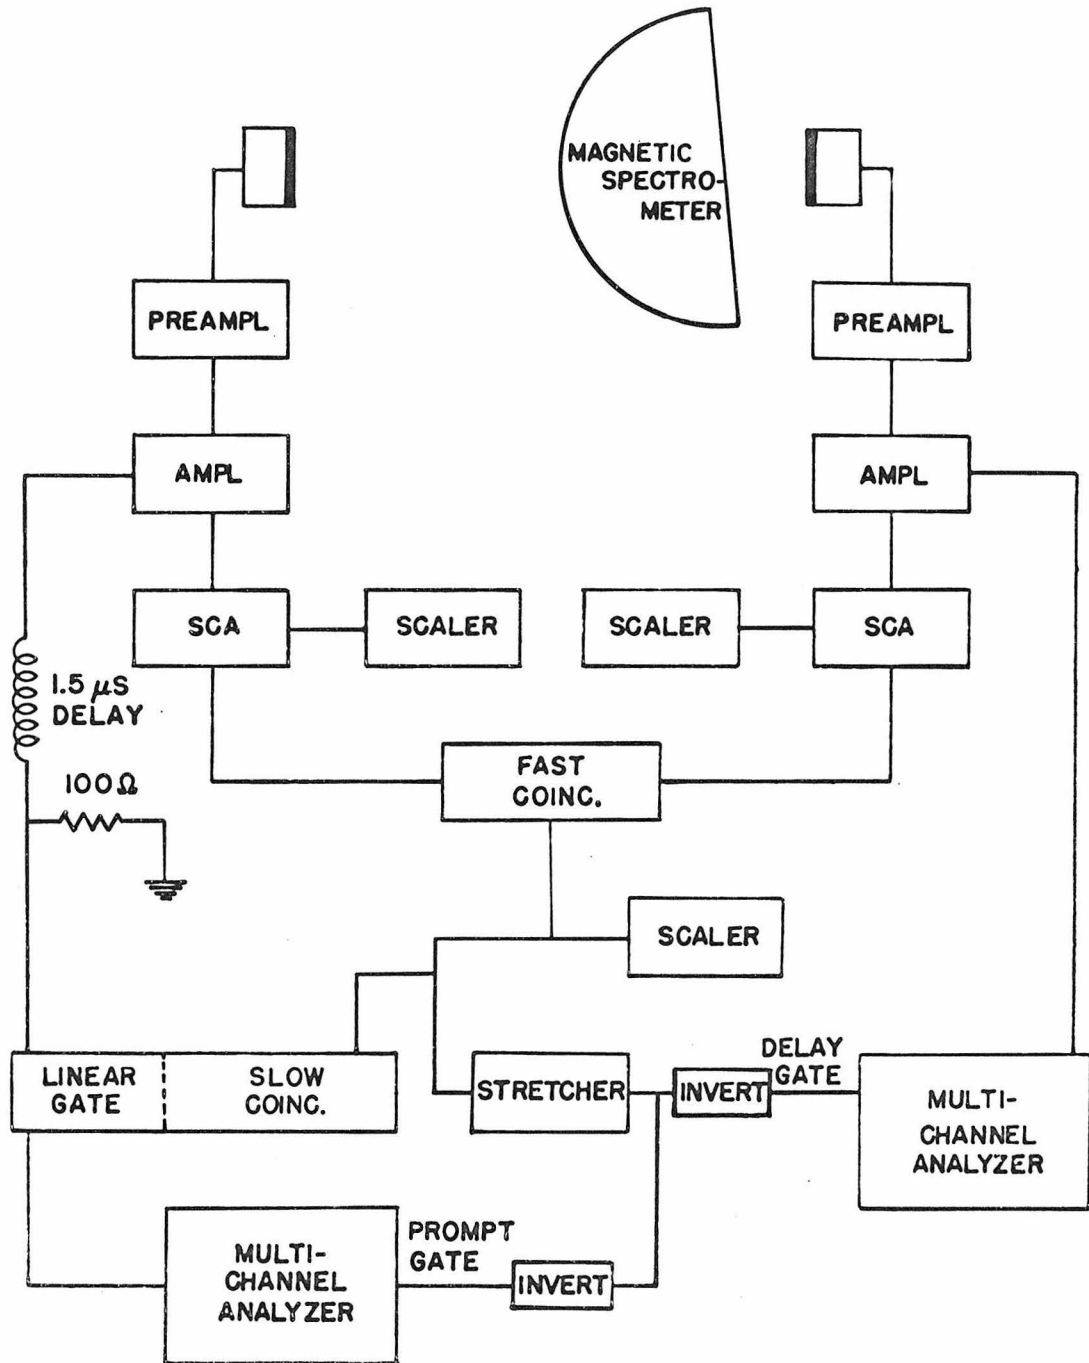 MAGNETIC
SPECTRO-
METER
PREAMPL
PREAMPL
AMPL
AMPL
SCA
SCALER
SCALER
SCA
1.5 μS
DELAY
FAST
COINC.
100Ω
SCALER
LINEAR
GATE
SLOW
COINC.
STRETCHER
INVERT
DELAY
GATE
MULTI-
CHANNEL
ANALYZER
MULTI-
CHANNEL
ANALYZER
PROMPT
GATE
INVERT